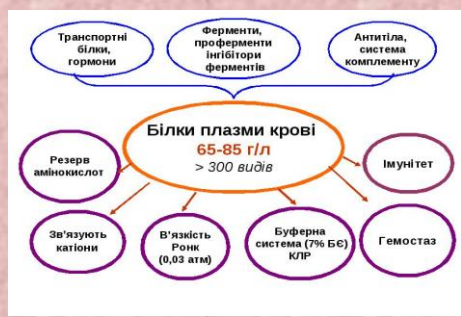 Транспортні
білки,
гормони
Ферменти,
проферменти
інгібітори
ферментів
Антитіла,
система
комплементу
Білки плазми крові
65-85 г/л
> 300 видів
Резерв
амінокислот
Імунітет
Зв'язують
катіони
В'язкість
Ронк
(0,03 атм)
Буферна
система (7% БЄ)
КЛР
Гемостаз